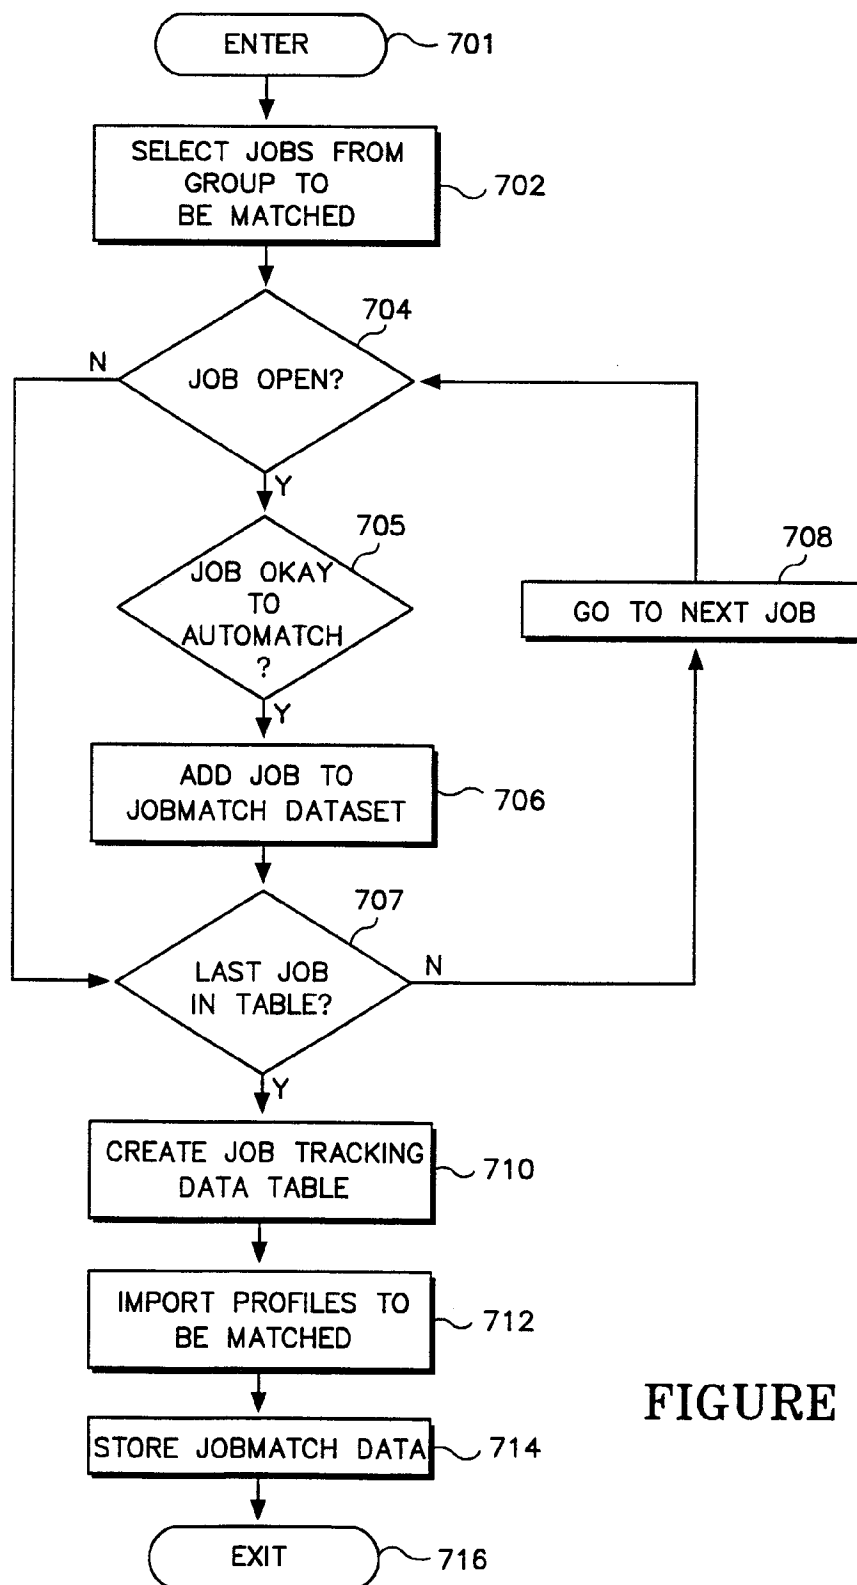 ENTER
701
SELECT JOBS FROM
GROUP TO
BE MATCHED
702
704
N
JOB OPEN?
Y
705
JOB OKAY
TO
AUTOMATCH
?
708
GO TO NEXT JOB
Y
ADD JOB TO
JOBMATCH DATASET
706
707
LAST JOB
IN TABLE?
N
Y
CREATE JOB TRACKING
DATA TABLE
710
IMPORT PROFILES TO
BE MATCHED
712
FIGURE
STORE JOBMATCH DATA
714
EXIT
716